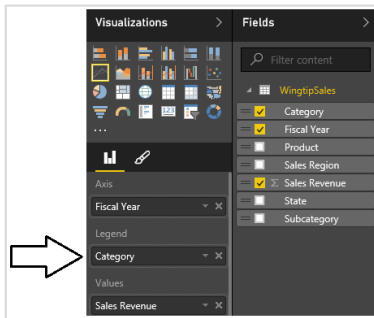 Visualizations >
Fields >
Filter content
WingtipSales
Category
Fiscal Year
Product
Sales Region
Σ Sales Revenue
State
Subcategory
...
Axis
Fiscal Year
Legend
Category
Values
Sales Revenue